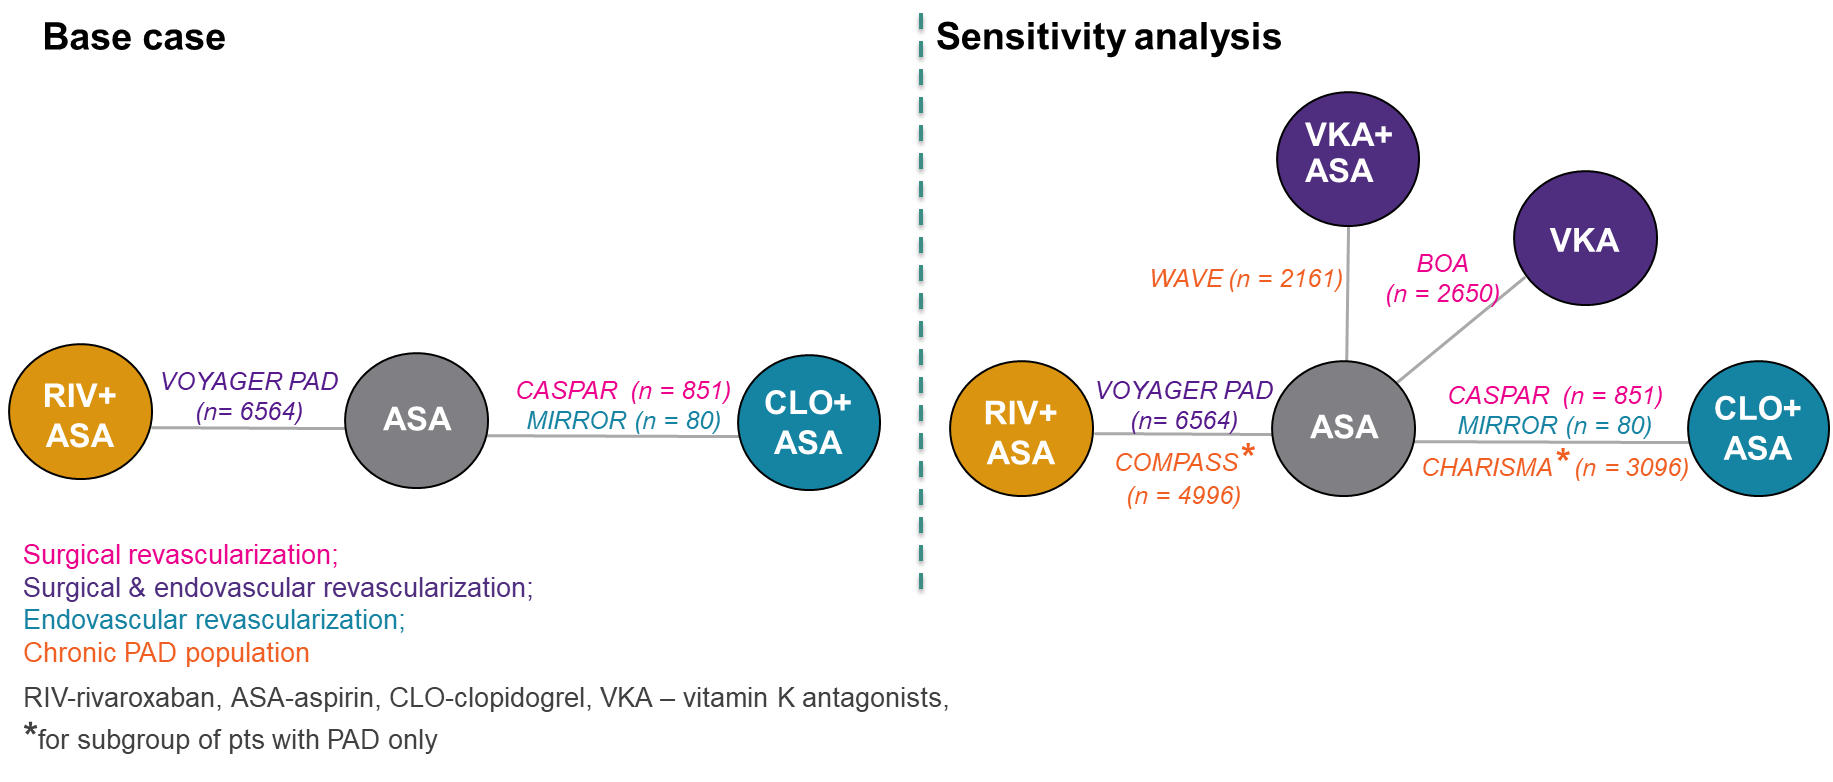 Base case
RIV+
ASA
VOYAGER PAD
(n= 6564)
ASA
CASPAR (n = 851)
MIRROR (n = 80)
CLO+
ASA
Sensitivity analysis
VKA+
ASA
VKA
WAVE (n = 2161)
BOA
(n = 2650)
RIV+
ASA
VOYAGER PAD
(n= 6564)
COMPASS*
(n = 4996)
ASA
CASPAR (n = 851)
MIRROR (n = 80)
CHARISMA* (n = 3096)
CLO+
ASA
Surgical revascularization;
Surgical & endovascular revascularization;
Endovascular revascularization;
Chronic PAD population
RIV-rivaroxaban, ASA-aspirin, CLO-clopidogrel, VKA – vitamin K antagonists,
*for subgroup of pts with PAD only